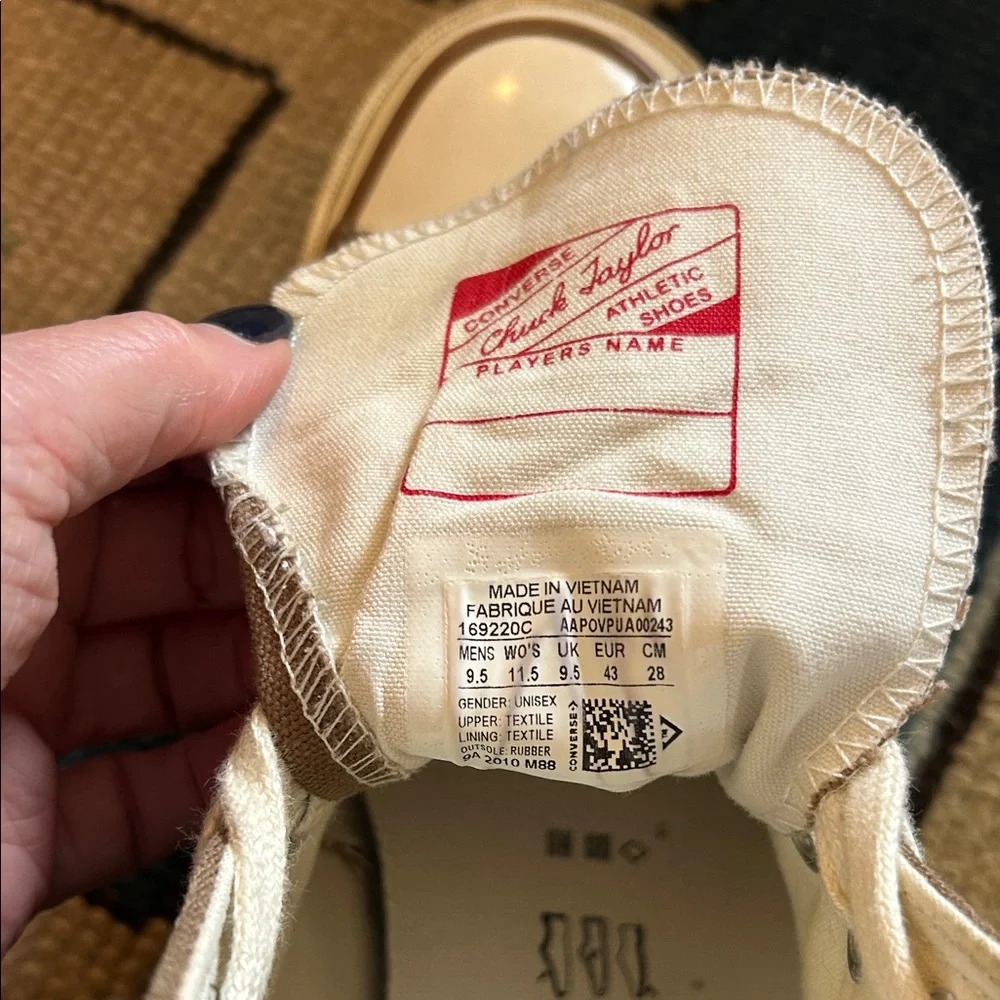 CONVERSE
Chuck Taylor
ATHLETIC
SHOES
PLAYERS NAME
MADE IN VIETNAM
FABRIQUE AU VIETNAM
169220C AAPOVPUA00243
MENS WO'S UK EUR CM
9.5 11.5 9.5 43 28
GENDER: UNISEX
UPPER: TEXTILE
LINING: TEXTILE
OUTSOLE: RUBBER
9A 2010 M88
CONVERSE
TM